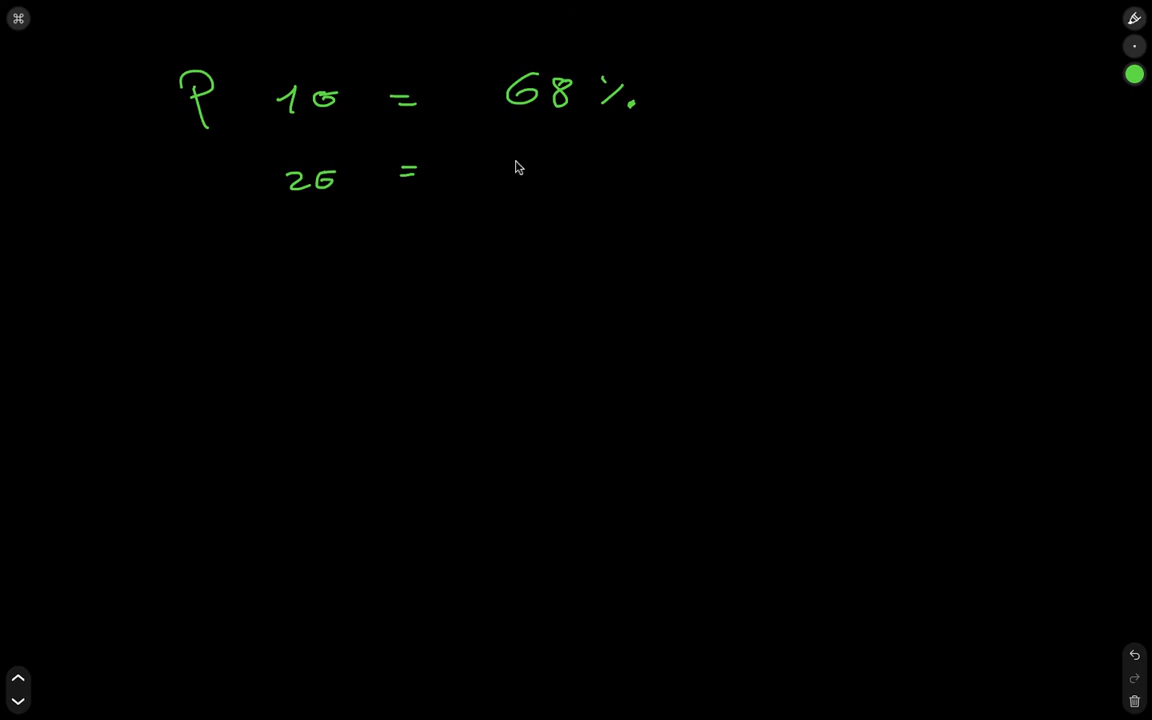 P 1σ = 68 %
2σ =